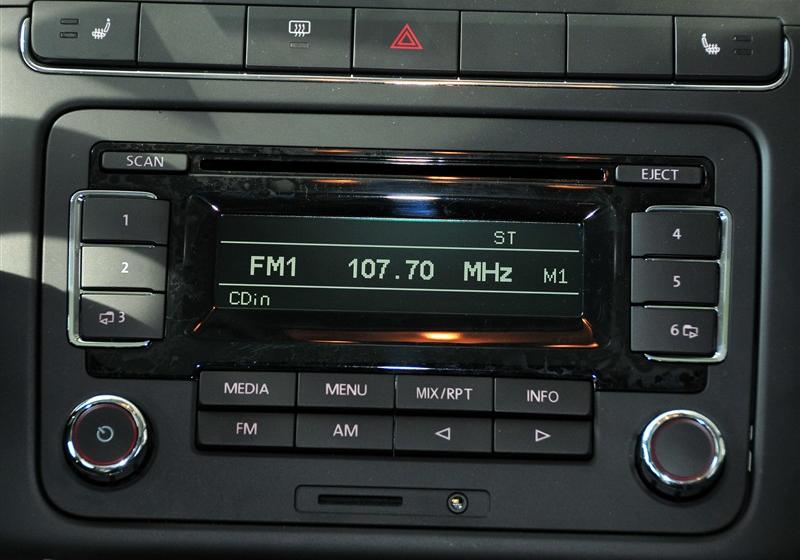 SCAN
EJECT
1
2
3
ST
FM1 107.70 MHz M1
CDin
4
5
6
MEDIA MENU MIX/RPT INFO
FM AM